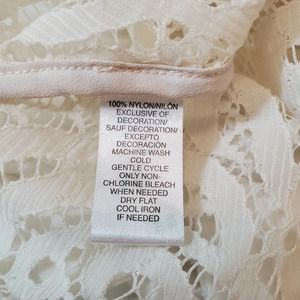 100% NYLON/NILÓN
EXCLUSIVE OF
DECORATION/
SAUF DECORATION/
EXCEPTO
DECORACIÓN
MACHINE WASH
COLD
GENTLE CYCLE
ONLY NON-
CHLORINE BLEACH
WHEN NEEDED
DRY FLAT
COOL IRON
IF NEEDED